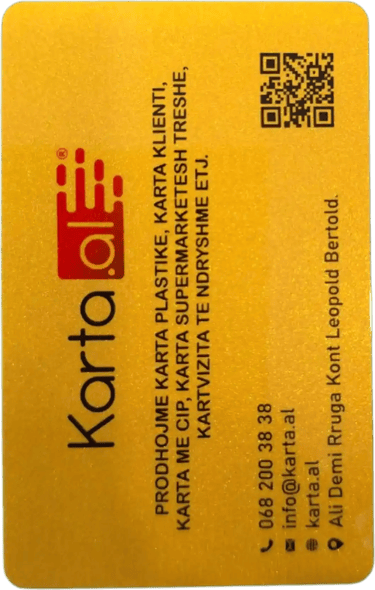 Karta.al®
PRODHOJME KARTA PLASTIKE, KARTA KLIENTI,
KARTA ME CIP, KARTA SUPERMARKETESH TRESHE,
KARTVIZITA TE NDRYSHME ETJ.
068 200 38 38
info@karta.al
karta.al
Ali Demi Rruga Kont Leopold Bertold.